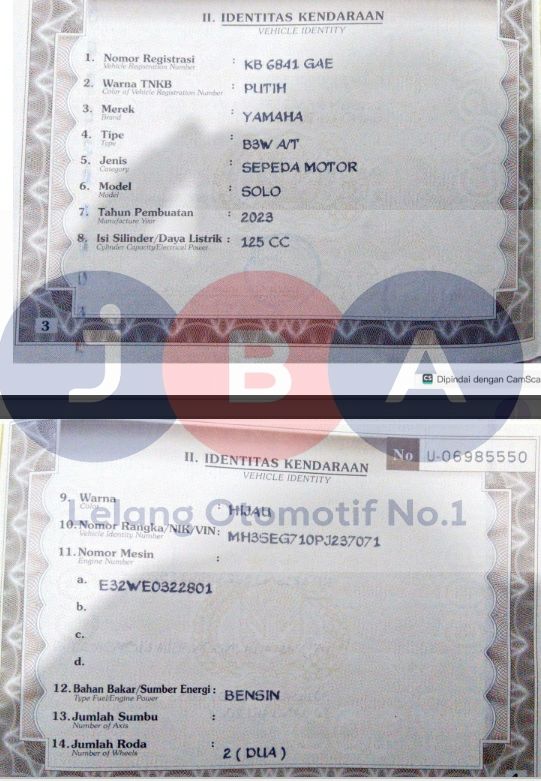 II. IDENTITAS KENDARAAN
VEHICLE IDENTITY
1. Nomor Registrasi : KB 6841 GAE
Vehicle Registration Number
2. Warna TNKB : PUTIH
Color of Vehicle Registration Number
3. Merek : YAMAHA
Brand
4. Tipe : B3W A/T
Type
5. Jenis : SEPEDA MOTOR
Category
6. Model : SOLO
Model
7. Tahun Pembuatan : 2023
Manufacture Year
8. Isi Silinder/Daya Listrik : 125 CC
Cylinder Capacity/Electrical Power
3
JBA
CS Dipindai dengan CamSca
No U-06985550
II. IDENTITAS KENDARAAN
VEHICLE IDENTITY
9. Warna : HIJAU
Color
Lelang Otomotif No.1
10. Nomor Rangka/NIK/VIN : MH3SEG710PJ237071
Vehicle Identity Number
11. Nomor Mesin :
Engine Number
a. E32WE0322801
b.
c.
d.
12. Bahan Bakar/Sumber Energi : BENSIN
Type Fuel/Engine Power
13. Jumlah Sumbu :
Number of Axis
14. Jumlah Roda : 2 ( DUA )
Number of Wheels